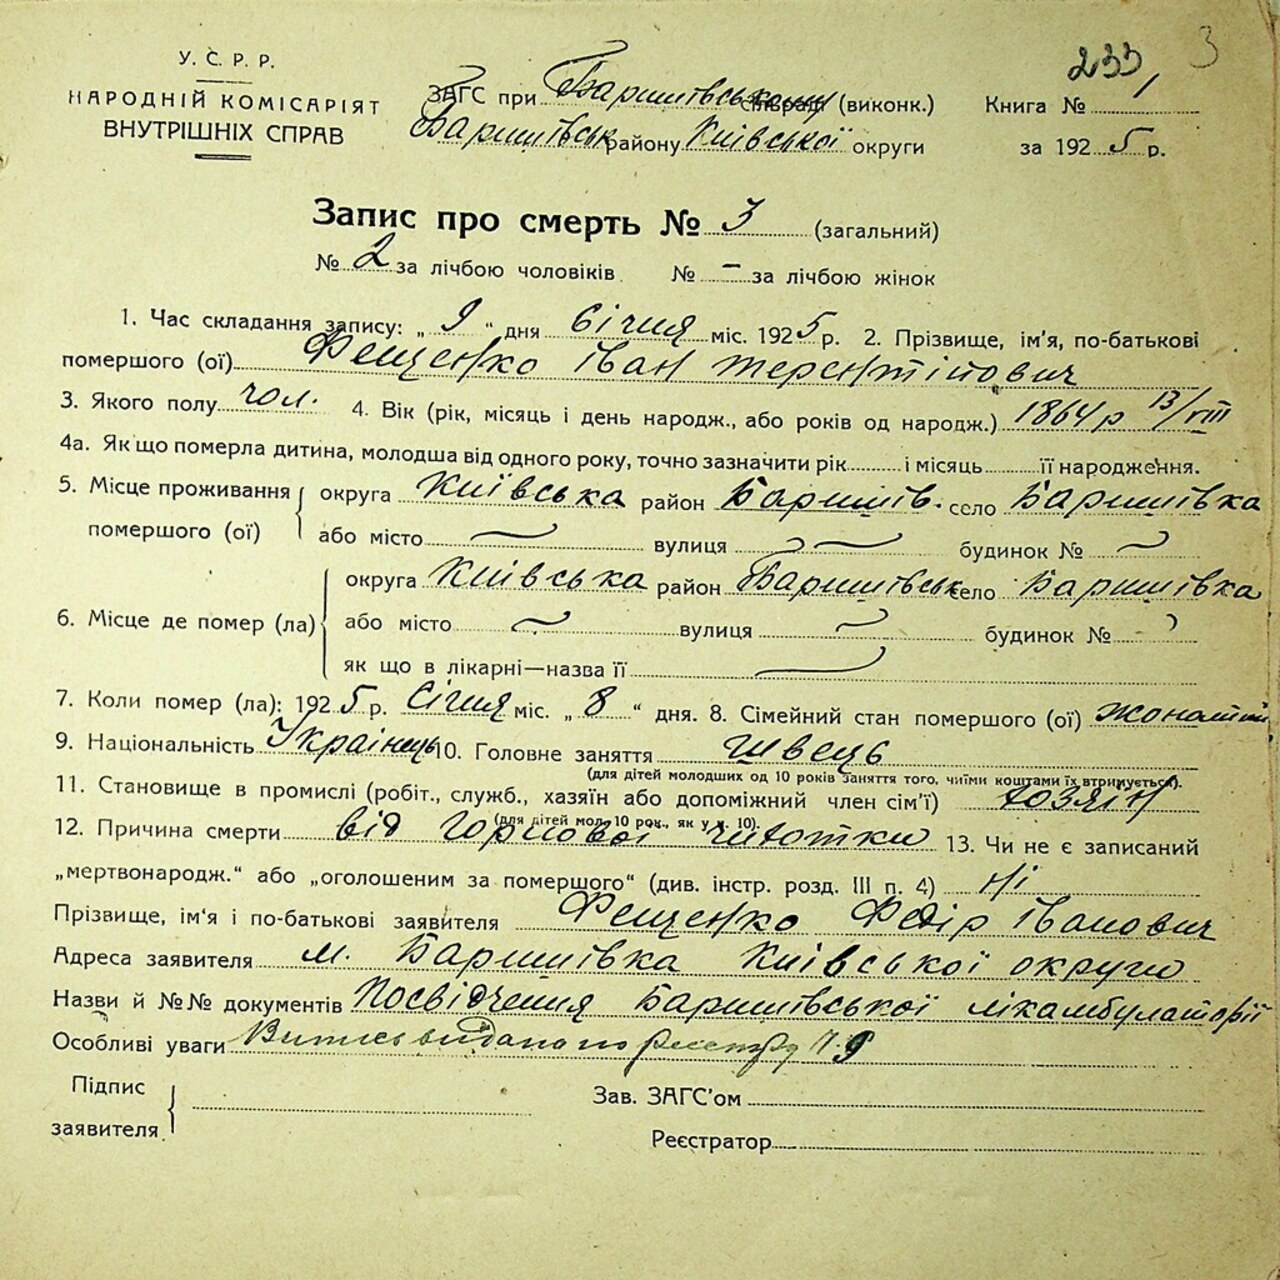 233 3
У. С. Р. Р.
НАРОДНІЙ КОМІСАРІЯТ
ВНУТРІШНІХ СПРАВ
ЗАГС при Баришівському (виконк.)
Баришівськ району Київської округи
Книга №
за 1925 р.
Запис про смерть № 3 (загальний)
№ 2 за лічбою чоловіків № – за лічбою жінок
1. Час складання запису: „ 9 “ дня Січня міс. 1925 р. 2. Прізвище, ім'я, по-батькові
помершого (ої) Фещенко Іван Терентійович
3. Якого полу чол. 4. Вік (рік, місяць і день народж., або років од народж.) 1864 р 13/VIII
4а. Як що померла дитина, молодша від одного року, точно зазначити рік і місяць її народження.
5. Місце проживання помершого (ої) округа Київська район Баришів. село Баришівка
або місто вулиця будинок №
6. Місце де помер (ла) округа Київська район Баришівськ село Баришівка
або місто вулиця будинок №
як що в лікарні—назва її
7. Коли помер (ла): 1925 р. Січня міс. „ 8 “ дня. 8. Сімейний стан помершого (ої) жонатий
9. Національність Українець 10. Головне заняття швець
(для дітей молодших од 10 років заняття того, чиїми коштами їх втримується).
11. Становище в промислі (робіт., служб., хазяїн або допоміжний член сім'ї) хозяїн
(для дітей мол. 10 рок., як у п. 10).
12. Причина смерти від горлової чихотки 13. Чи не є записаний
„мертвонародж.“ або „оголошеним за помершого“ (див. інстр. розд. III п. 4) Ні
Прізвище, ім'я і по-батькові заявителя Фещенко Федір Іванович
Адреса заявителя м. Баришівка Київської округи
Назви й №№ документів Посвідчення Баришівської лікамбулаторії
Особліві уваги Витись видана по реєстру № 9
Підпис заявителя
Зав. ЗАГС'ом
Реєстратор